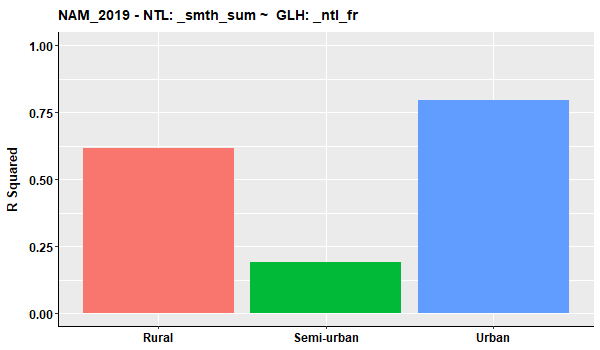 NAM_2019 - NTL: _smth_sum ~  GLH: _ntl_fr
1.00
0.75
0.50
0.25
0.00
R Squared
Rural Semi-urban Urban